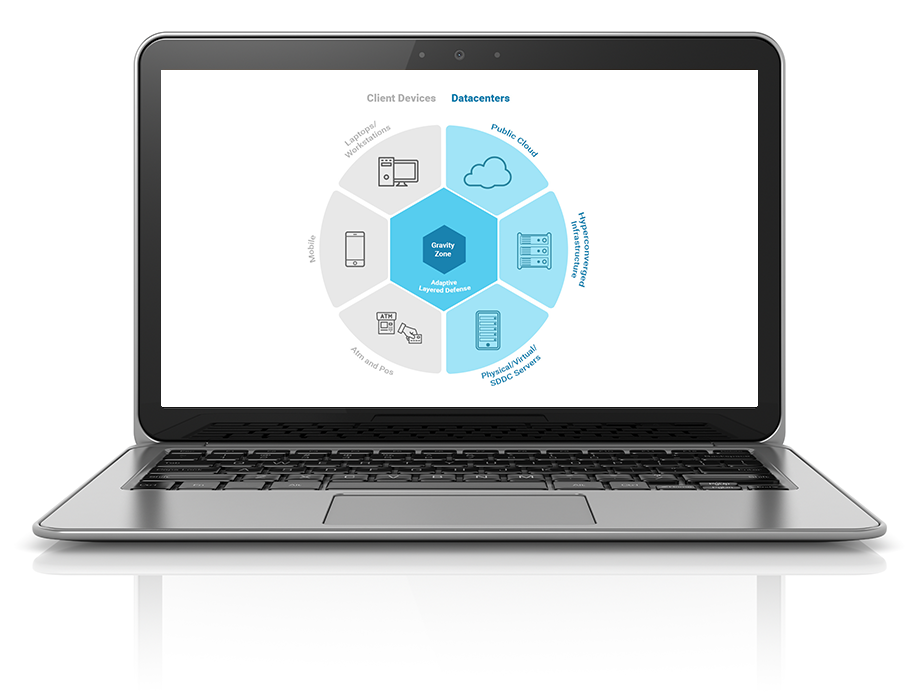 Client Devices
Datacenters
Laptops/
Workstations
Public Cloud
Mobile
Hyperconverged
Infrastructure
Gravity
Zone
Adaptive
Layered Defense
ATM
Atm and Pos
Physical/Virtual/
SDDC Servers